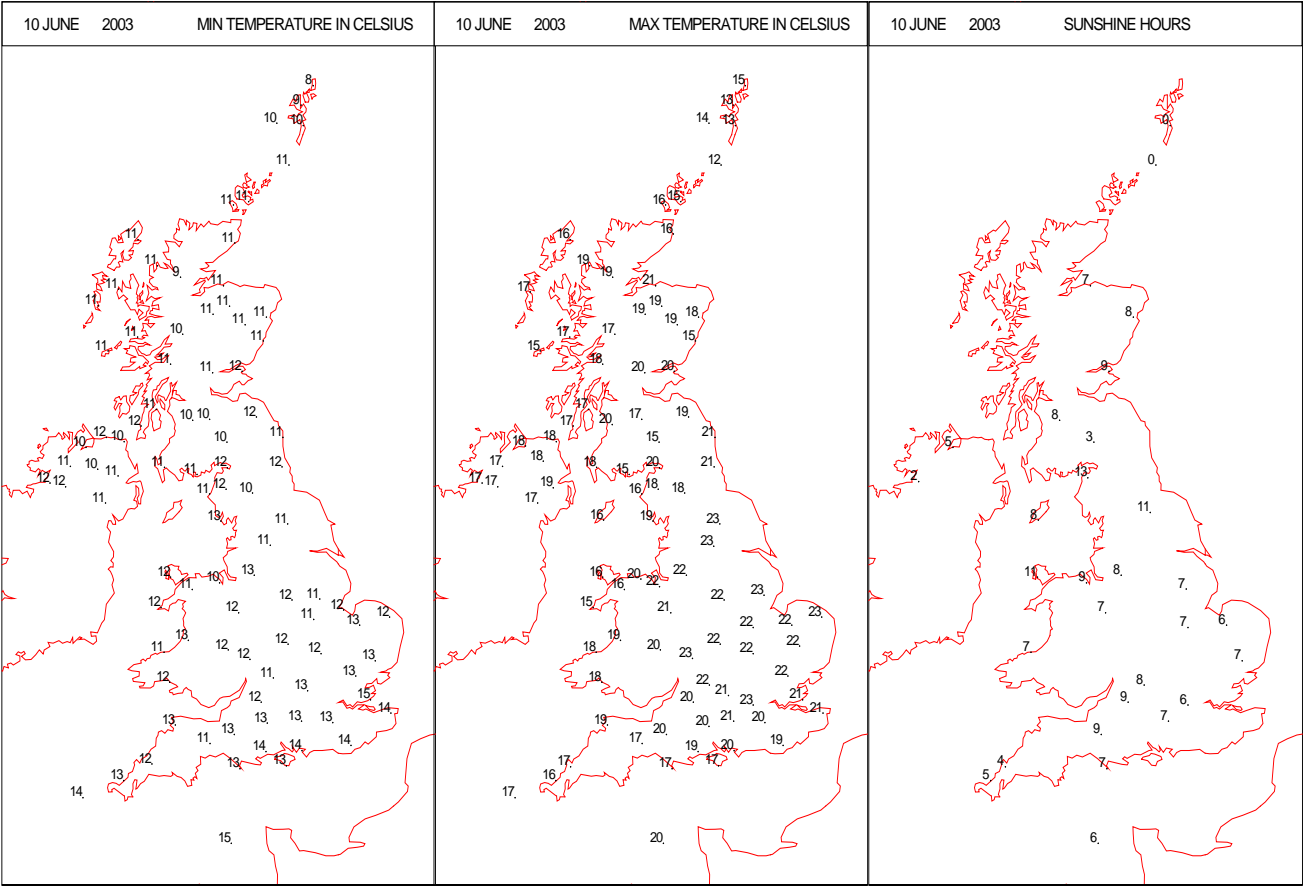 10 JUNE 2003 MIN TEMPERATURE IN CELSIUS
8.
9
10. 10.
11.
11. 11.
11. 11.
11.
9. 11.
11.
11. 11. 11.
11. 11.
10. 11.
11.
11.
11. 11. 12.
11.
10. 10. 12.
12.
12. 10. 10. 10. 11.
11. 10. 11. 11. 11. 12. 12.
12. 12. 11. 12. 10.
11.
13. 11.
11.
12. 11. 10. 13.
12. 12. 12. 11. 12. 11. 13. 12.
11. 13. 12. 12. 12. 12. 13.
12. 11. 13. 13.
12. 15. 14.
13. 13. 13. 13. 13.
11. 14. 14. 14.
12. 13. 13.
13.
14.
15.
10 JUNE 2003 MAX TEMPERATURE IN CELSIUS
15.
13
14. 13.
12.
16. 15.
16. 16.
19.
19. 21.
17.
19. 19. 18.
19.
17. 17. 15.
15.
18. 20. 20.
17
17. 20. 17. 19.
18. 18. 15. 21.
17. 18. 18. 15. 20. 21.
17. 17. 19. 16. 18. 18.
17.
16. 19. 23.
23.
16. 16. 20. 22. 22.
15. 21. 22. 23. 22. 22. 23.
18. 19. 20. 23. 22. 22. 22.
18. 22. 22.
20. 21. 23. 21. 21.
19. 20. 20. 21. 20.
17. 19. 20. 19.
17. 17. 17.
16.
17.
20.
10 JUNE 2003 SUNSHINE HOURS
0.
0.
7.
8.
9.
8.
5. 3.
2. 13.
11.
8.
11. 9. 8.
7. 7.
7. 6.
7. 7.
8.
9. 6.
9. 7.
4. 7.
5.
6.